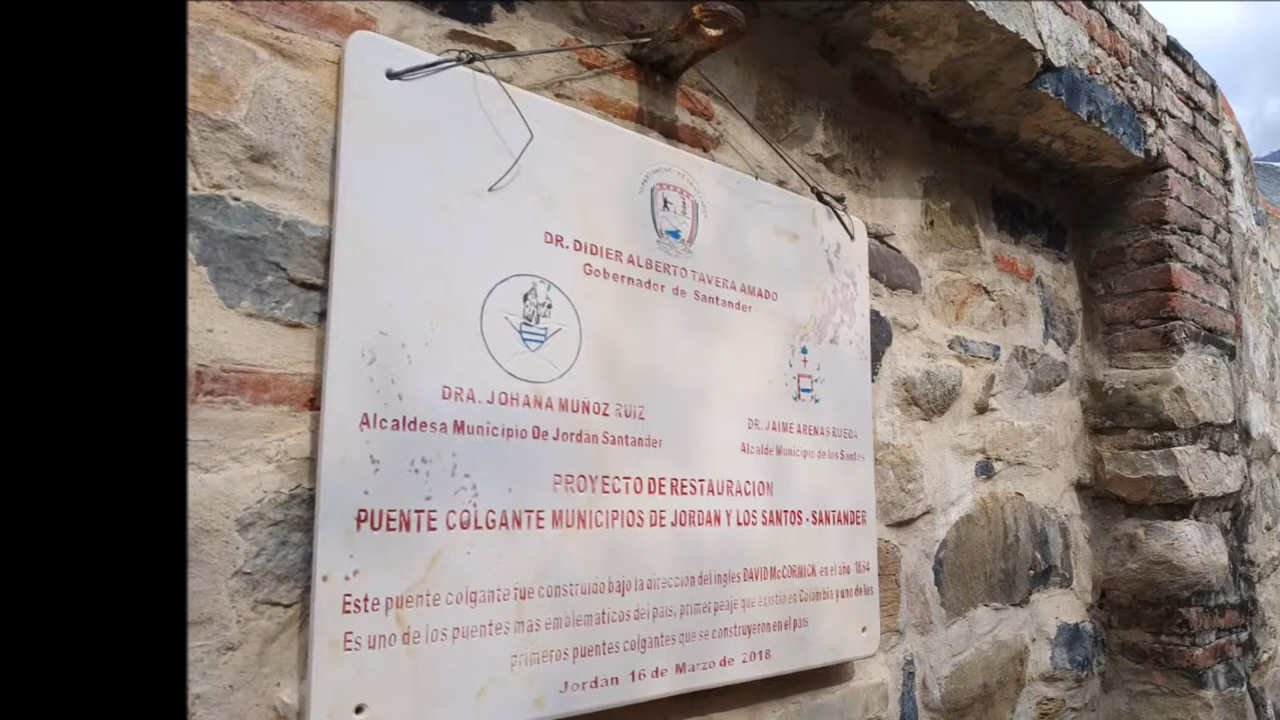 DEPARTAMENTO DE SANTANDER
DR. DIDIER ALBERTO TAVERA AMADO
Gobernador de Santander
DRA. JOHANA MUÑOZ RUIZ
Alcaldesa Municipio De Jordán Santander
DR. JAIME ARENAS RUEDA
Alcalde Municipio de los Santos
PROYECTO DE RESTAURACION
PUENTE COLGANTE MUNICIPIOS DE JORDAN Y LOS SANTOS - SANTANDER
Este puente colgante fue construido bajo la dirección del ingles DAVID McCORMICK en el año 1864
Es uno de los puentes mas emblematicos del pais, primer peaje que existio en Colombia y uno de los
primeros puentes colgantes que se construyeron en el pais
Jordan 16 de Marzo de 2018